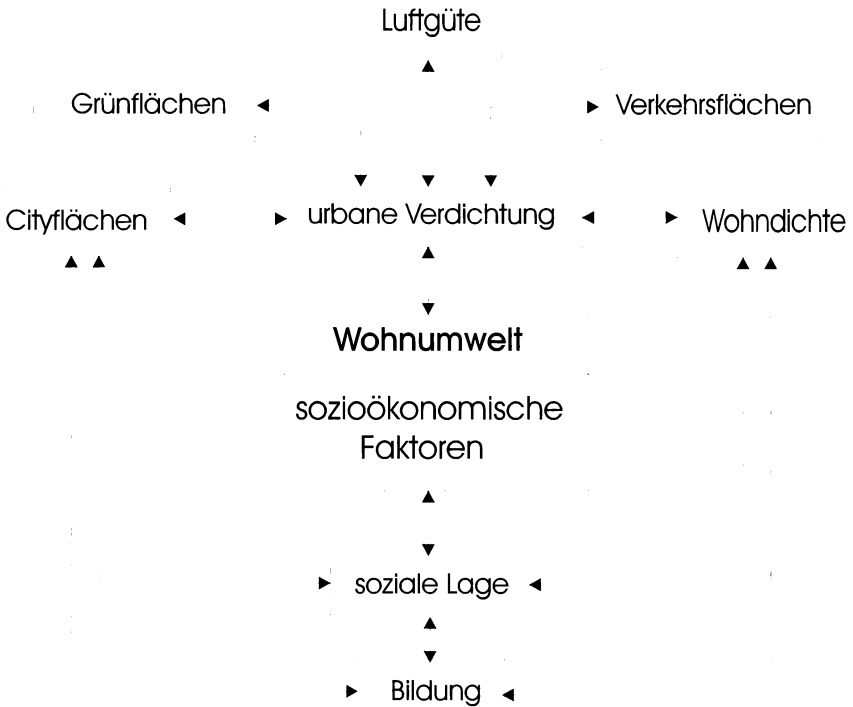 Luftgüte
Grünflächen
Verkehrsflächen
Cityflächen
urbane Verdichtung
Wohndichte
Wohnumwelt
sozioökonomische
Faktoren
soziale Lage
Bildung